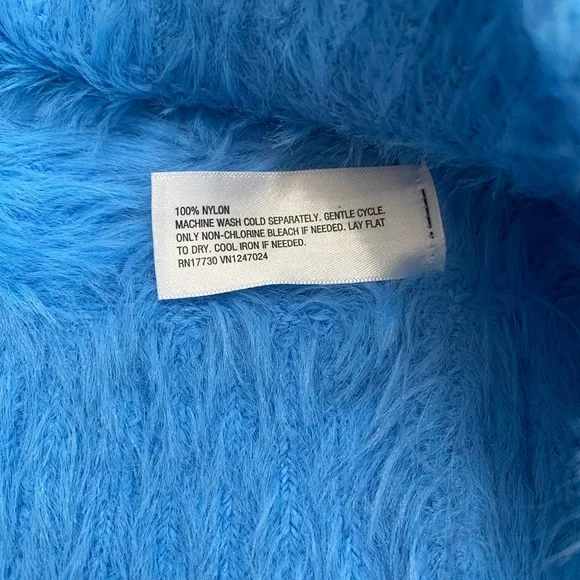 100% NYLON
MACHINE WASH COLD SEPARATELY. GENTLE CYCLE.
ONLY NON-CHLORINE BLEACH IF NEEDED. LAY FLAT
TO DRY. COOL IRON IF NEEDED.
RN17730 VN1247024